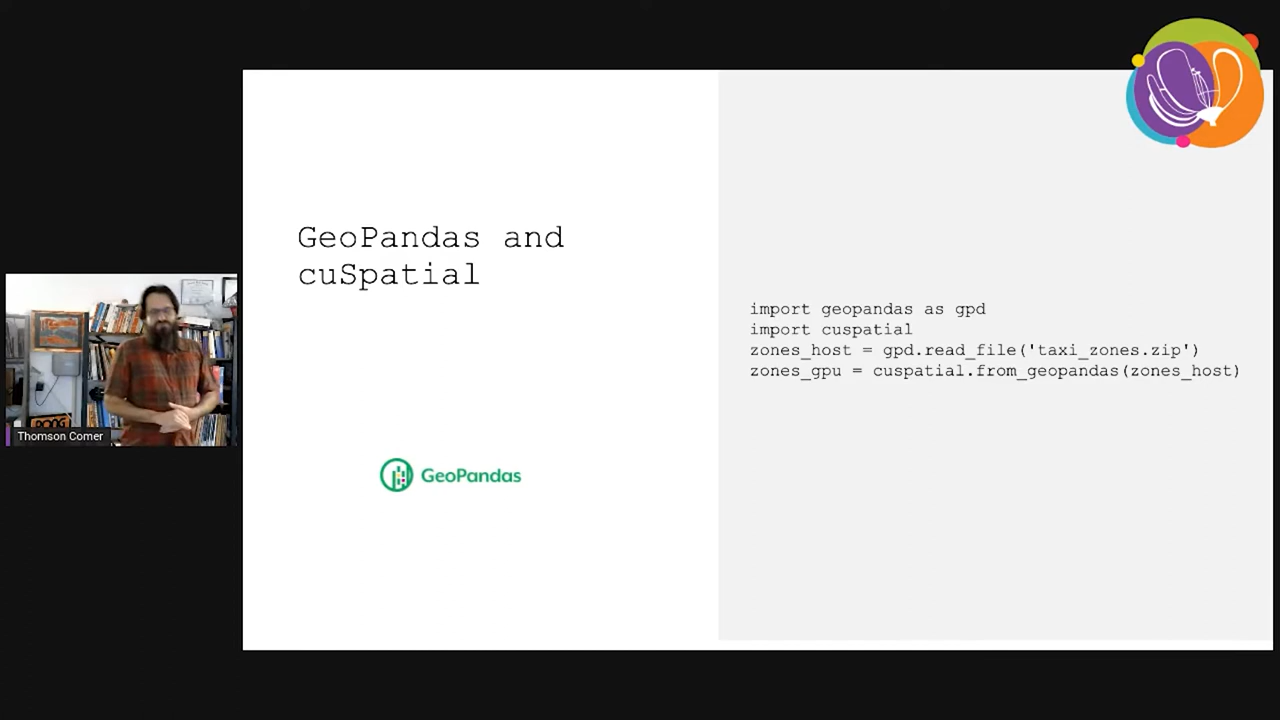 GeoPandas and
cuSpatial
import geopandas as gpd
import cuspatial
zones_host = gpd.read_file('taxi_zones.zip')
zones_gpu = cuspatial.from_geopandas(zones_host)
Thomson Comer
GeoPandas